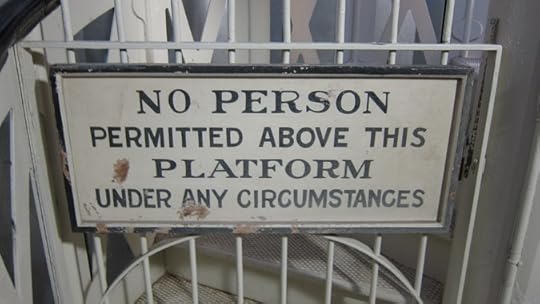 NO PERSON
PERMITTED ABOVE THIS
PLATFORM
UNDER ANY CIRCUMSTANCES